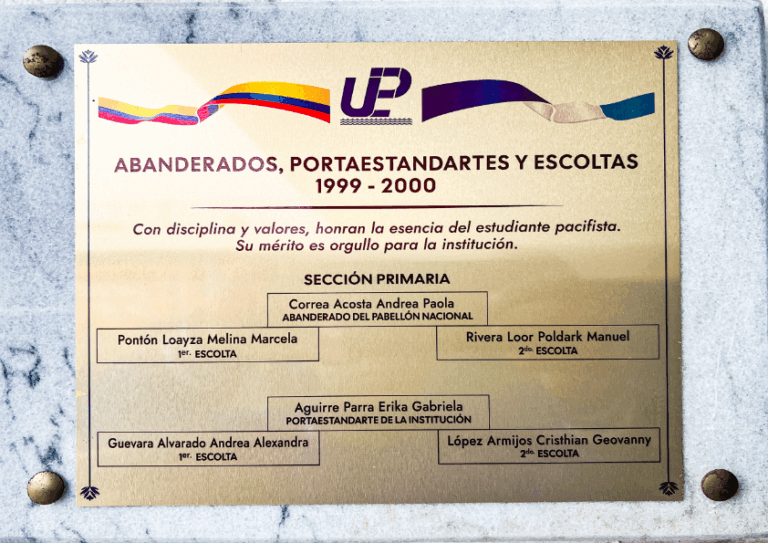 UEP
ABANDERADOS, PORTAESTANDARTES Y ESCOLTAS
1999 - 2000
Con disciplina y valores, honran la esencia del estudiante pacifista.
Su mérito es orgullo para la institución.
SECCIÓN PRIMARIA
Correa Acosta Andrea Paola
ABANDERADO DEL PABELLÓN NACIONAL
Pontón Loayza Melina Marcela
1er. ESCOLTA
Rivera Loor Poldark Manuel
2do. ESCOLTA
Aguirre Parra Erika Gabriela
PORTAESTANDARTE DE LA INSTITUCIÓN
Guevara Alvarado Andrea Alexandra
1er. ESCOLTA
López Armijos Cristhian Geovanny
2do. ESCOLTA